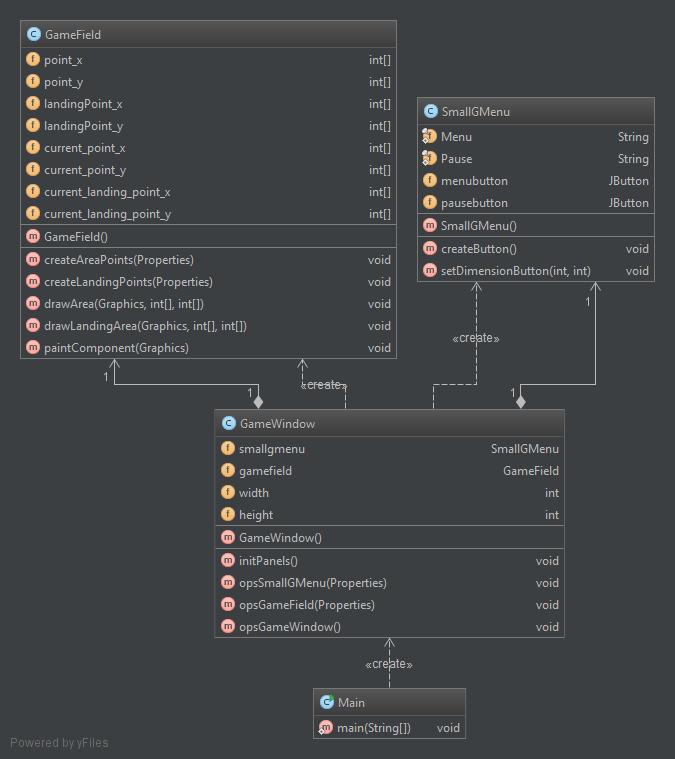 GameField
point_x int[]
point_y int[]
landingPoint_x int[]
landingPoint_y int[]
current_point_x int[]
current_point_y int[]
current_landing_point_x int[]
current_landing_point_y int[]
GameField()
createAreaPoints(Properties) void
createLandingPoints(Properties) void
drawArea(Graphics, int[], int[]) void
drawLandingArea(Graphics, int[], int[]) void
paintComponent(Graphics) void
SmallGMenu
Menu String
Pause String
menubutton JButton
pausebutton JButton
SmallGMenu()
createButton() void
setDimensionButton(int, int) void
1
«create»
1
«create»
1
1
GameWindow
smallgmenu SmallGMenu
gamefield GameField
width int
height int
GameWindow()
initPanels() void
opsSmallGMenu(Properties) void
opsGameField(Properties) void
opsGameWindow() void
«create»
Main
main(String[]) void
Powered by yFiles